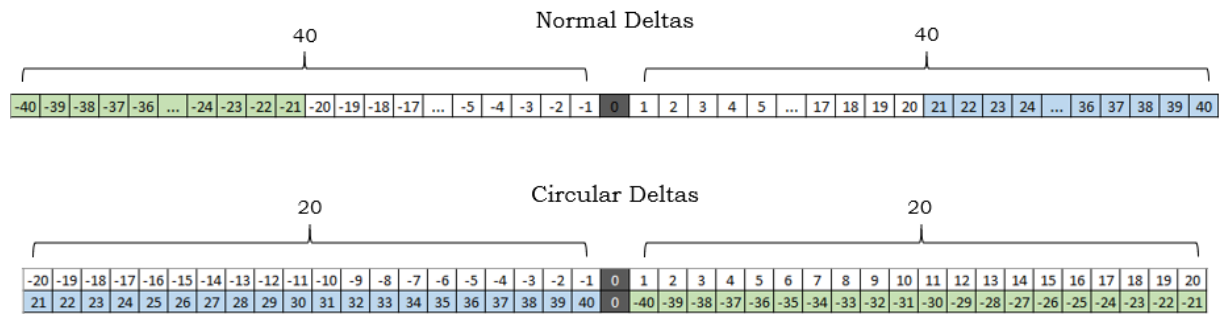 Normal Deltas
40 40
-40 -39 -38 -37 -36 ... -24 -23 -22 -21 -20 -19 -18 -17 ... -5 -4 -3 -2 -1 0 1 2 3 4 5 ... 17 18 19 20 21 22 23 24 ... 36 37 38 39 40
Circular Deltas
20 20
-20 -19 -18 -17 -16 -15 -14 -13 -12 -11 -10 -9 -8 -7 -6 -5 -4 -3 -2 -1 0 1 2 3 4 5 6 7 8 9 10 11 12 13 14 15 16 17 18 19 20
21 22 23 24 25 26 27 28 29 30 31 32 33 34 35 36 37 38 39 40 0 -40 -39 -38 -37 -36 -35 -34 -33 -32 -31 -30 -29 -28 -27 -26 -25 -24 -23 -22 -21